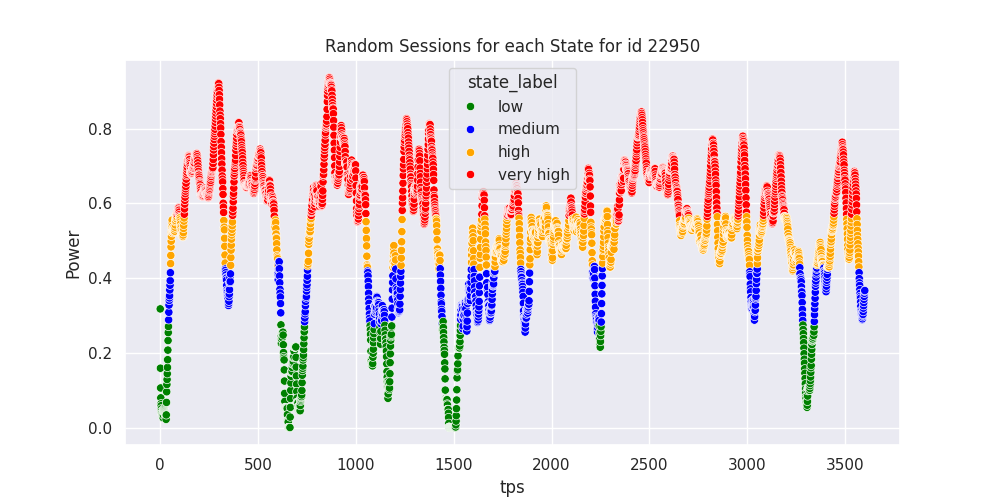 Random Sessions for each State for id 22950
state_label
low
medium
high
very high
Power
0.8
0.6
0.4
0.2
0.0
0 500 1000 1500 2000 2500 3000 3500
tps